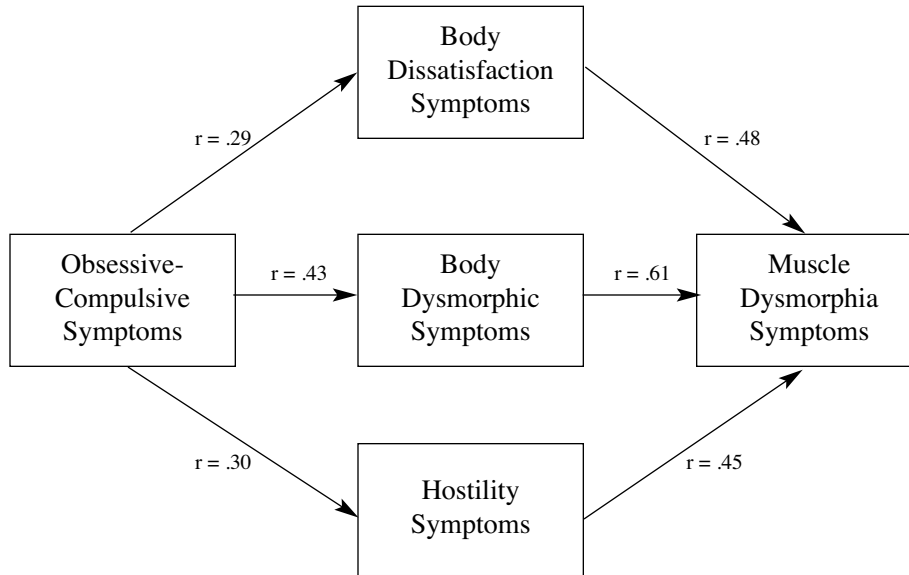 Body
Dissatisfaction
Symptoms
r = .29
r = .48
Obsessive-
Compulsive
Symptoms
r = .43
Body
Dysmorphic
Symptoms
r = .61
Muscle
Dysmorphia
Symptoms
r = .30
r = .45
Hostility
Symptoms